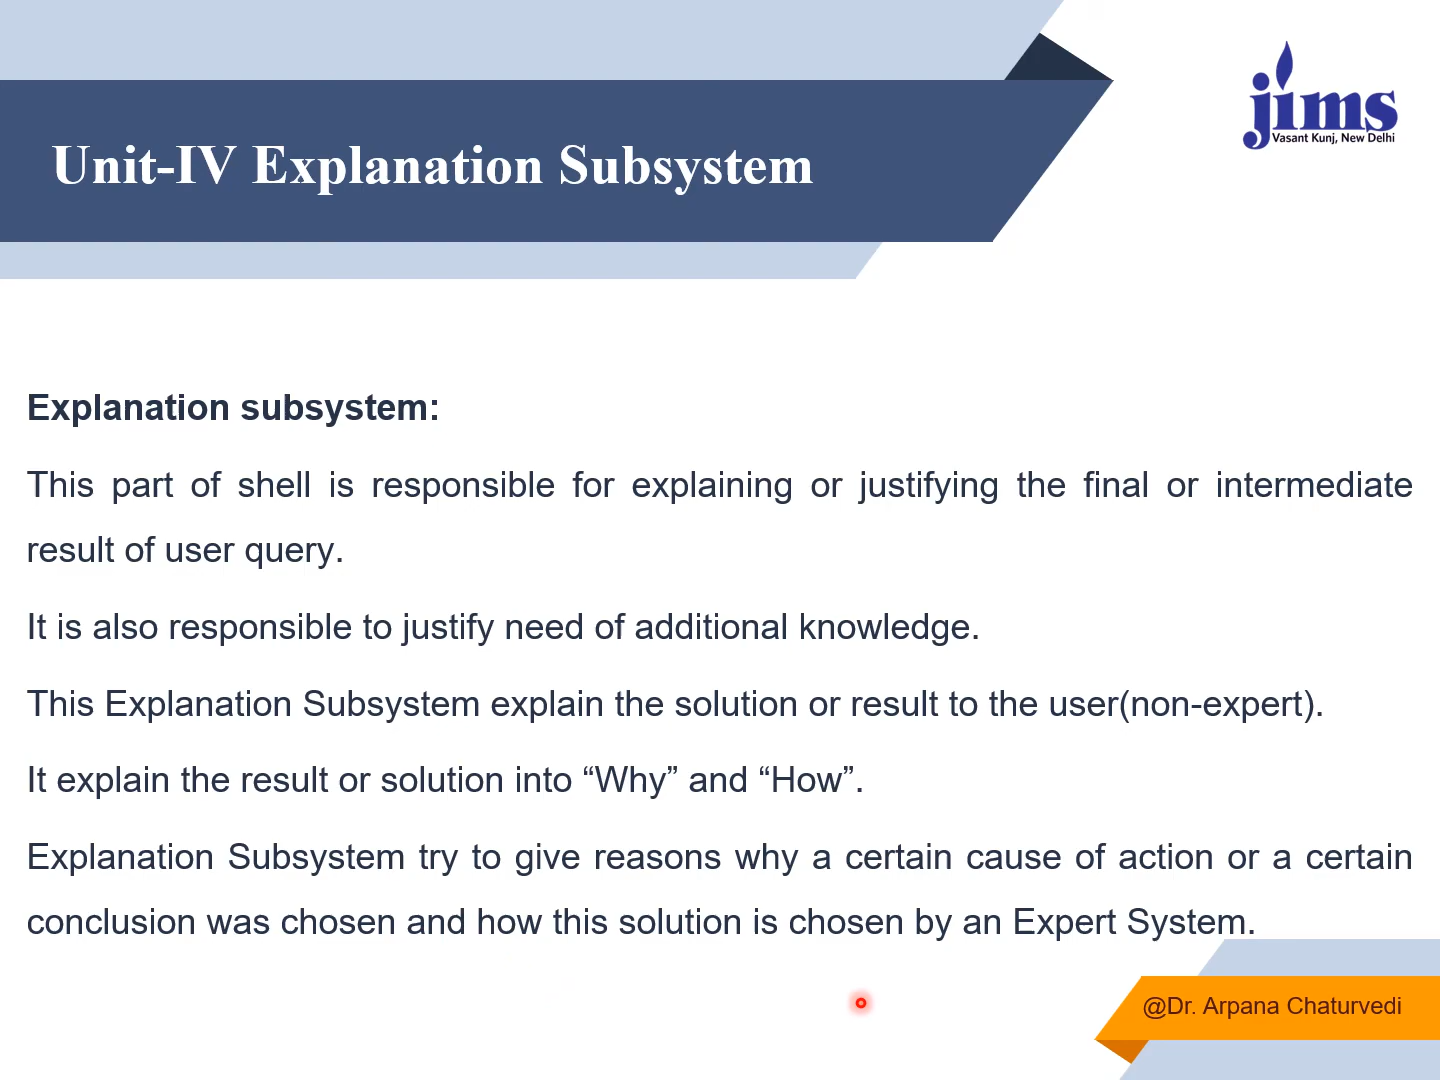 jims
Vasant Kunj, New Delhi
Unit-IV Explanation Subsystem
Explanation subsystem:
This part of shell is responsible for explaining or justifying the final or intermediate
result of user query.
It is also responsible to justify need of additional knowledge.
This Explanation Subsystem explain the solution or result to the user(non-expert).
It explain the result or solution into “Why” and “How”.
Explanation Subsystem try to give reasons why a certain cause of action or a certain
conclusion was chosen and how this solution is chosen by an Expert System.
@Dr. Arpana Chaturvedi